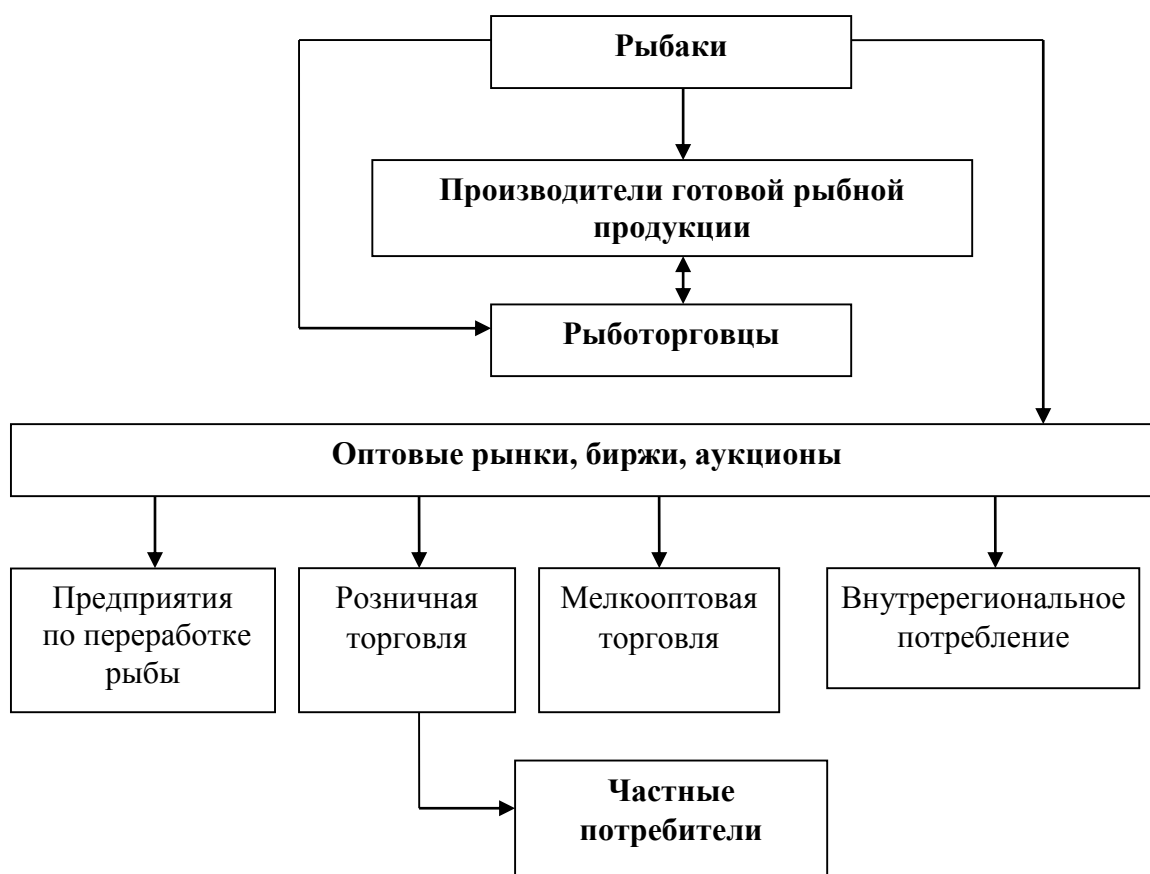 Рыбаки
Производители готовой рыбной
продукции
Рыботорговцы
Оптовые рынки, биржи, аукционы
Предприятия
по переработке
рыбы
Розничная
торговля
Мелкооптовая
торговля
Внутререгиональное
потребление
Частные
потребители